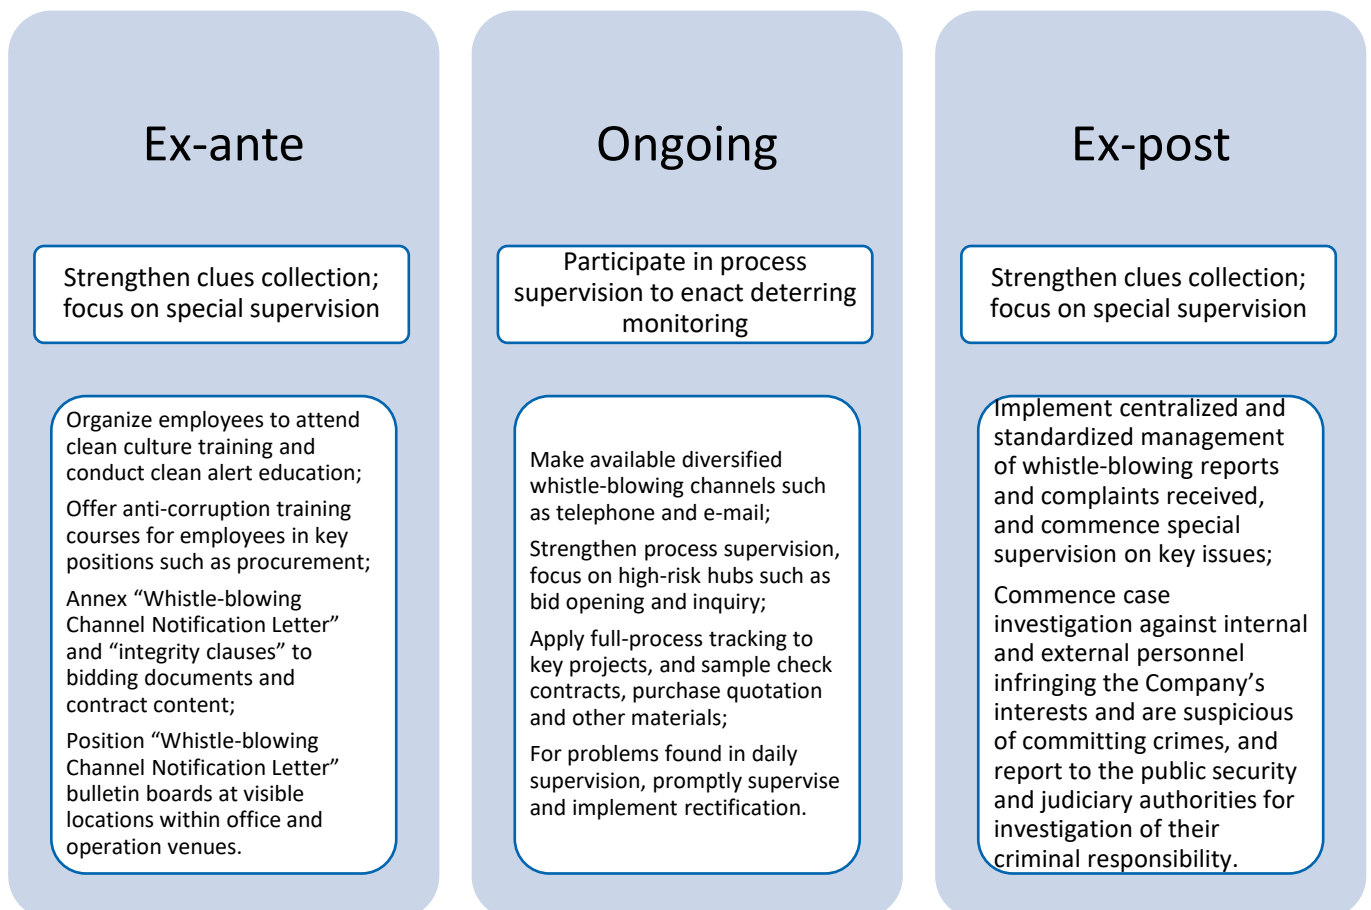 Ex-ante
Strengthen clues collection;
focus on special supervision
Organize employees to attend
clean culture training and
conduct clean alert education;
Offer anti-corruption training
courses for employees in key
positions such as procurement;
Annex “Whistle-blowing
Channel Notification Letter”
and “integrity clauses” to
bidding documents and
contract content;
Position “Whistle-blowing
Channel Notification Letter”
bulletin boards at visible
locations within office and
operation venues.
Ongoing
Participate in process
supervision to enact deterring
monitoring
Make available diversified
whistle-blowing channels such
as telephone and e-mail;
Strengthen process supervision,
focus on high-risk hubs such as
bid opening and inquiry;
Apply full-process tracking to
key projects, and sample check
contracts, purchase quotation
and other materials;
For problems found in daily
supervision, promptly supervise
and implement rectification.
Ex-post
Strengthen clues collection;
focus on special supervision
Implement centralized and
standardized management
of whistle-blowing reports
and complaints received,
and commence special
supervision on key issues;
Commence case
investigation against internal
and external personnel
infringing the Company’s
interests and are suspicious
of committing crimes, and
report to the public security
and judiciary authorities for
investigation of their
criminal responsibility.